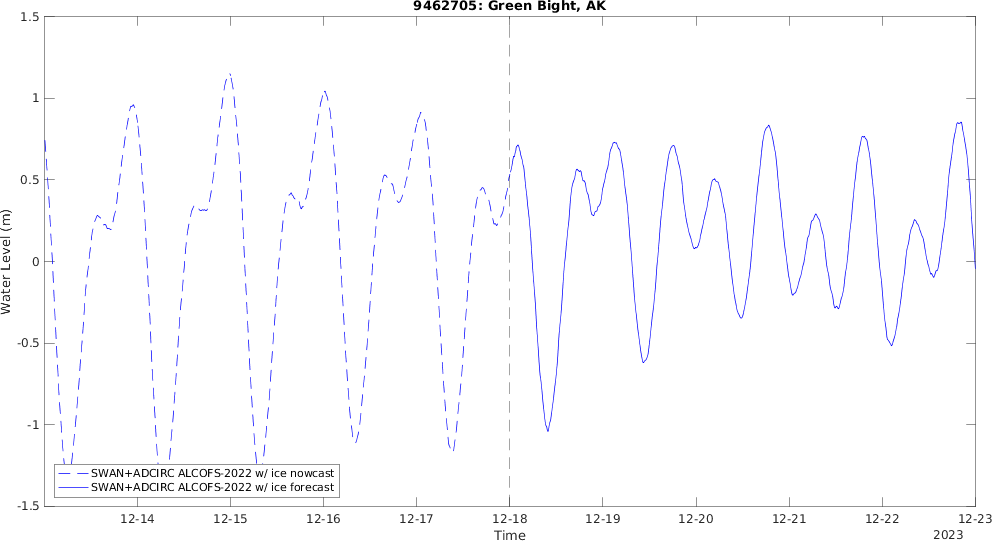 9462705: Green Bight, AK
1.5
1
0.5
0
-0.5
-1
-1.5
Water Level (m)
SWAN+ADCIRC ALCOFS-2022 w/ ice nowcast
SWAN+ADCIRC ALCOFS-2022 w/ ice forecast
12-14 12-15 12-16 12-17 12-18 12-19 12-20 12-21 12-22 12-23
Time
2023